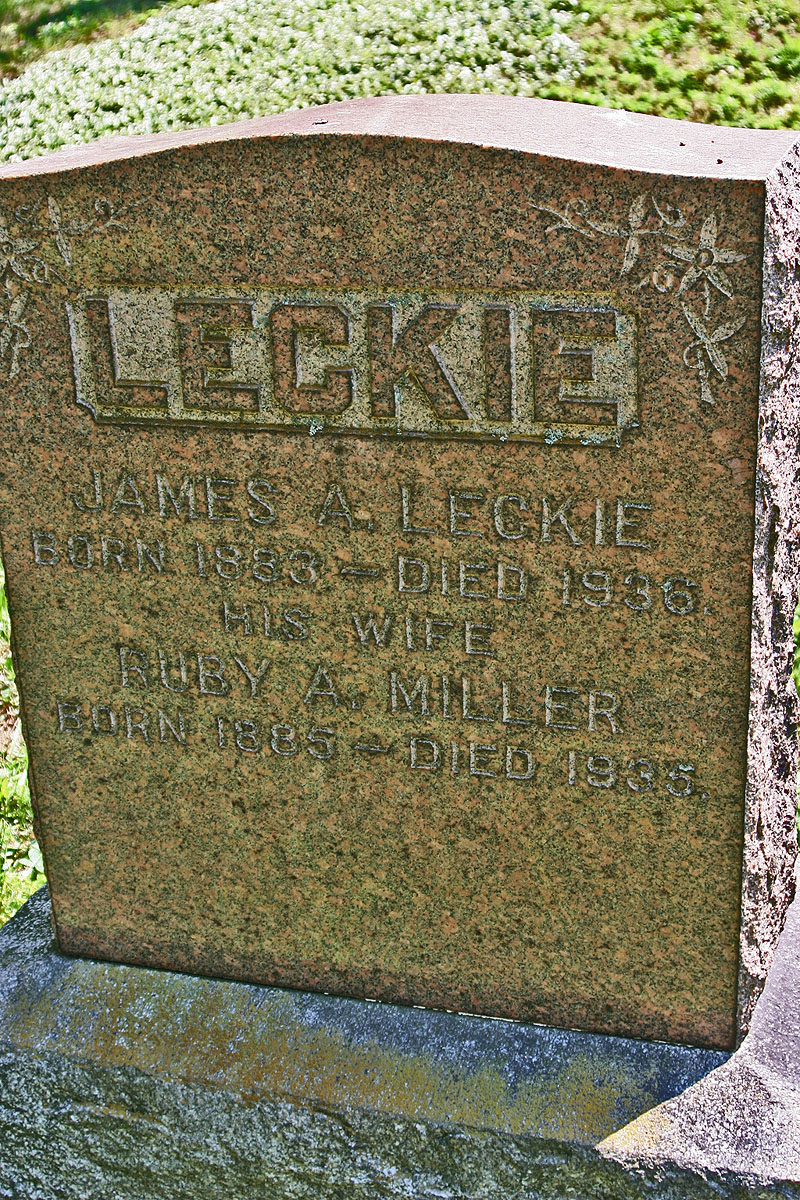 LECKIE
JAMES A. LECKIE
BORN 1883 — DIED 1936.
HIS WIFE
RUBY A. MILLER
BORN 1885 — DIED 1935.